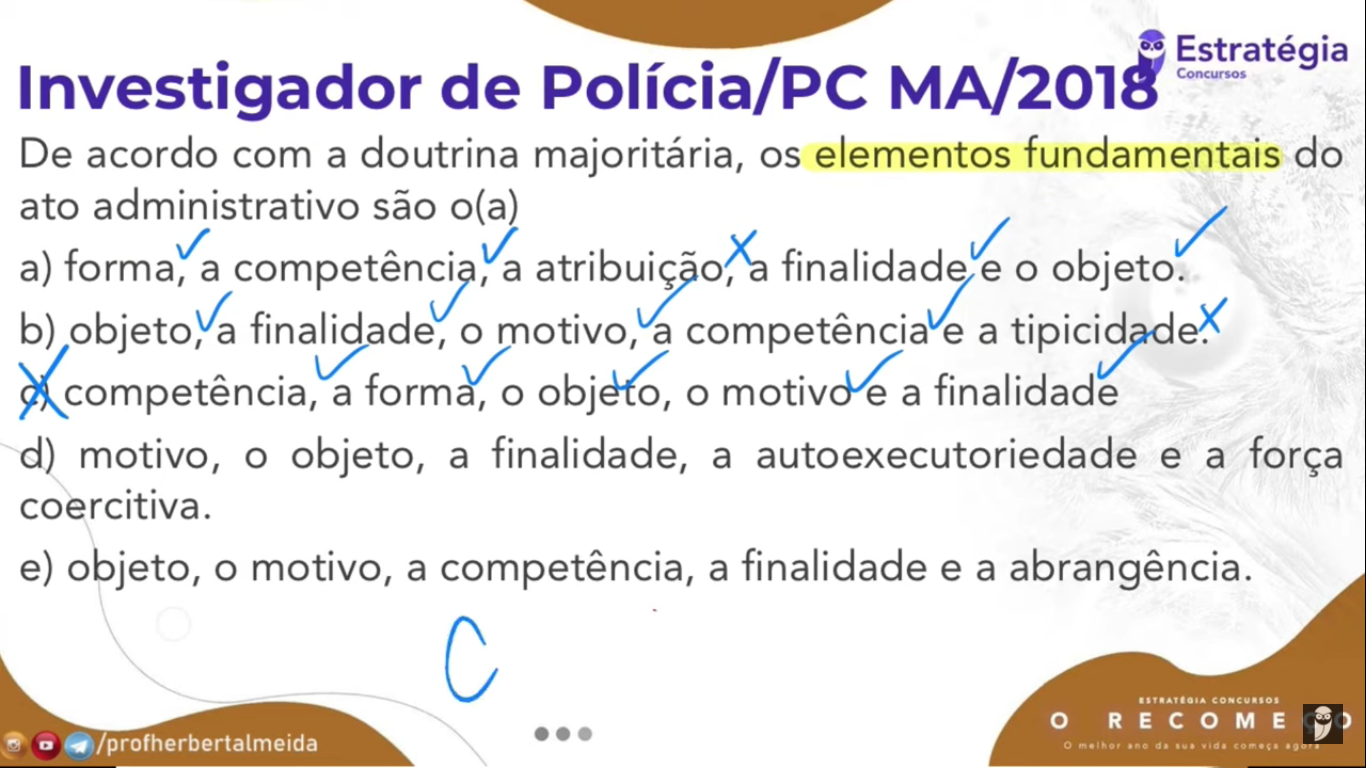 Estratégia
Concursos
Investigador de Polícia/PC MA/2018
De acordo com a doutrina majoritária, os elementos fundamentais do
ato administrativo são o(a)
a) forma, a competência, a atribuição, a finalidade e o objeto.
b) objeto, a finalidade, o motivo, a competência e a tipicidade.
c) competência, a forma, o objeto, o motivo e a finalidade
d) motivo, o objeto, a finalidade, a autoexecutoriedade e a força
coercitiva.
e) objeto, o motivo, a competência, a finalidade e a abrangência.
C
ESTRATÉGIA CONCURSOS
O RECOMEÇO
O melhor ano da sua vida começa agora
/profherbertalmeida